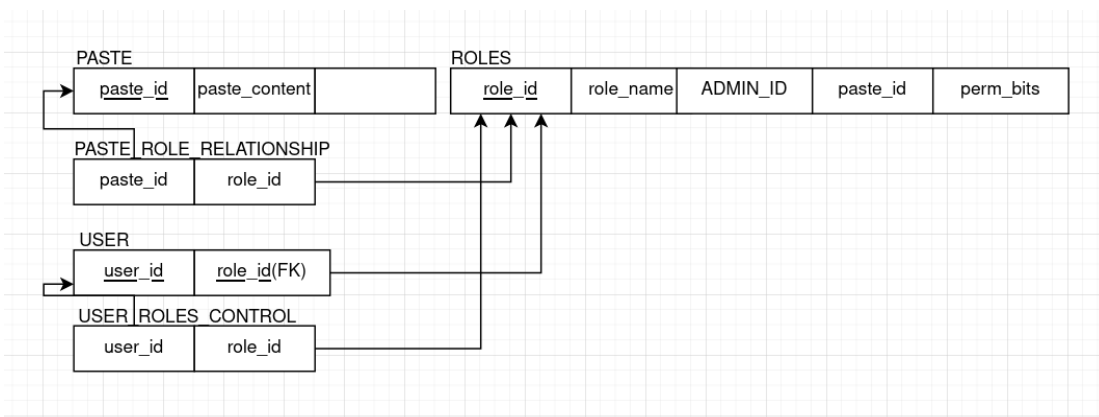 PASTE
paste_id paste_content
ROLES
role_id role_name ADMIN_ID paste_id perm_bits
PASTE_ROLE_RELATIONSHIP
paste_id role_id
USER
user_id role_id(FK)
USER_ROLES_CONTROL
user_id role_id